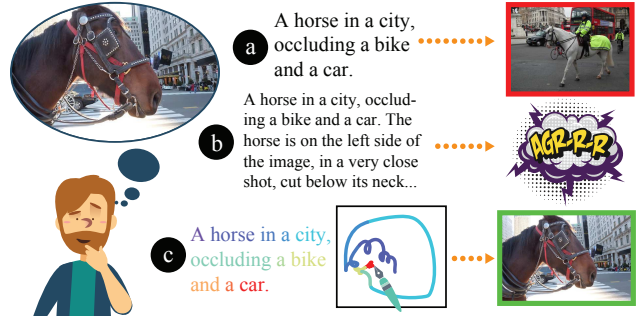 a
A horse in a city,
occluding a bike
and a car.
b
A horse in a city, occlud-
ing a bike and a car. The
horse is on the left side of
the image, in a very close
shot, cut below its neck...
AGR-R-R
c
A horse in a city,
occluding a bike
and a car.